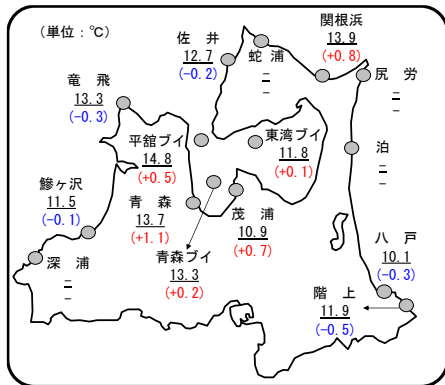 （単位：℃）
佐井
12.7
(-0.2)
蛇浦
－
－
関根浜
13.9
(+0.8)
尻労
－
－
竜飛
13.3
(-0.3)
平舘ブイ
14.8
(+0.5)
東湾ブイ
11.8
(+0.1)
泊
－
－
鰺ヶ沢
11.5
(-0.1)
青森
13.7
(+1.1)
茂浦
10.9
(+0.7)
青森ブイ
13.3
(+0.2)
深浦
－
－
八戸
10.1
(-0.3)
階上
11.9
(-0.5)